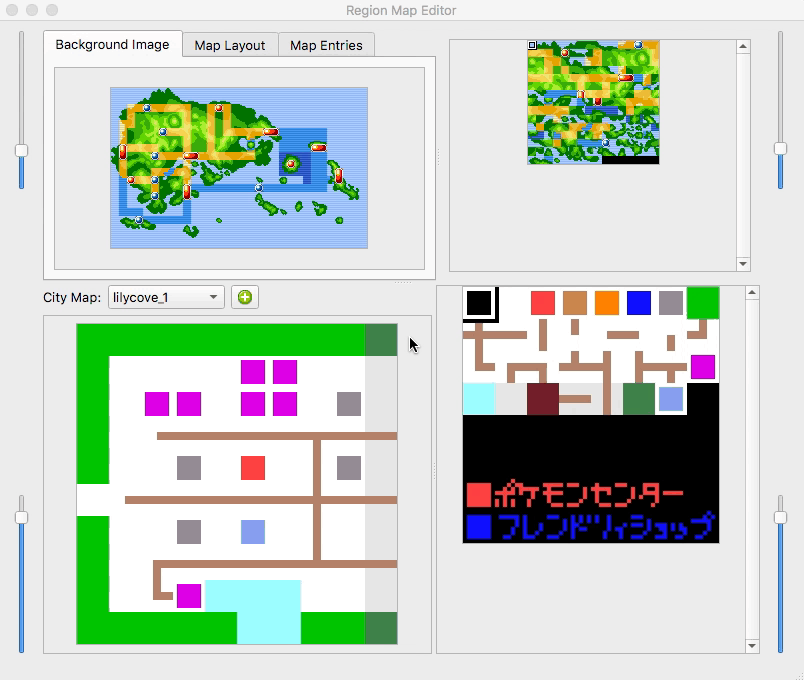 Region Map Editor
Background Image
Map Layout
Map Entries
City Map:
lilycove_1
ポケモンセンター
フレンドリィショップ